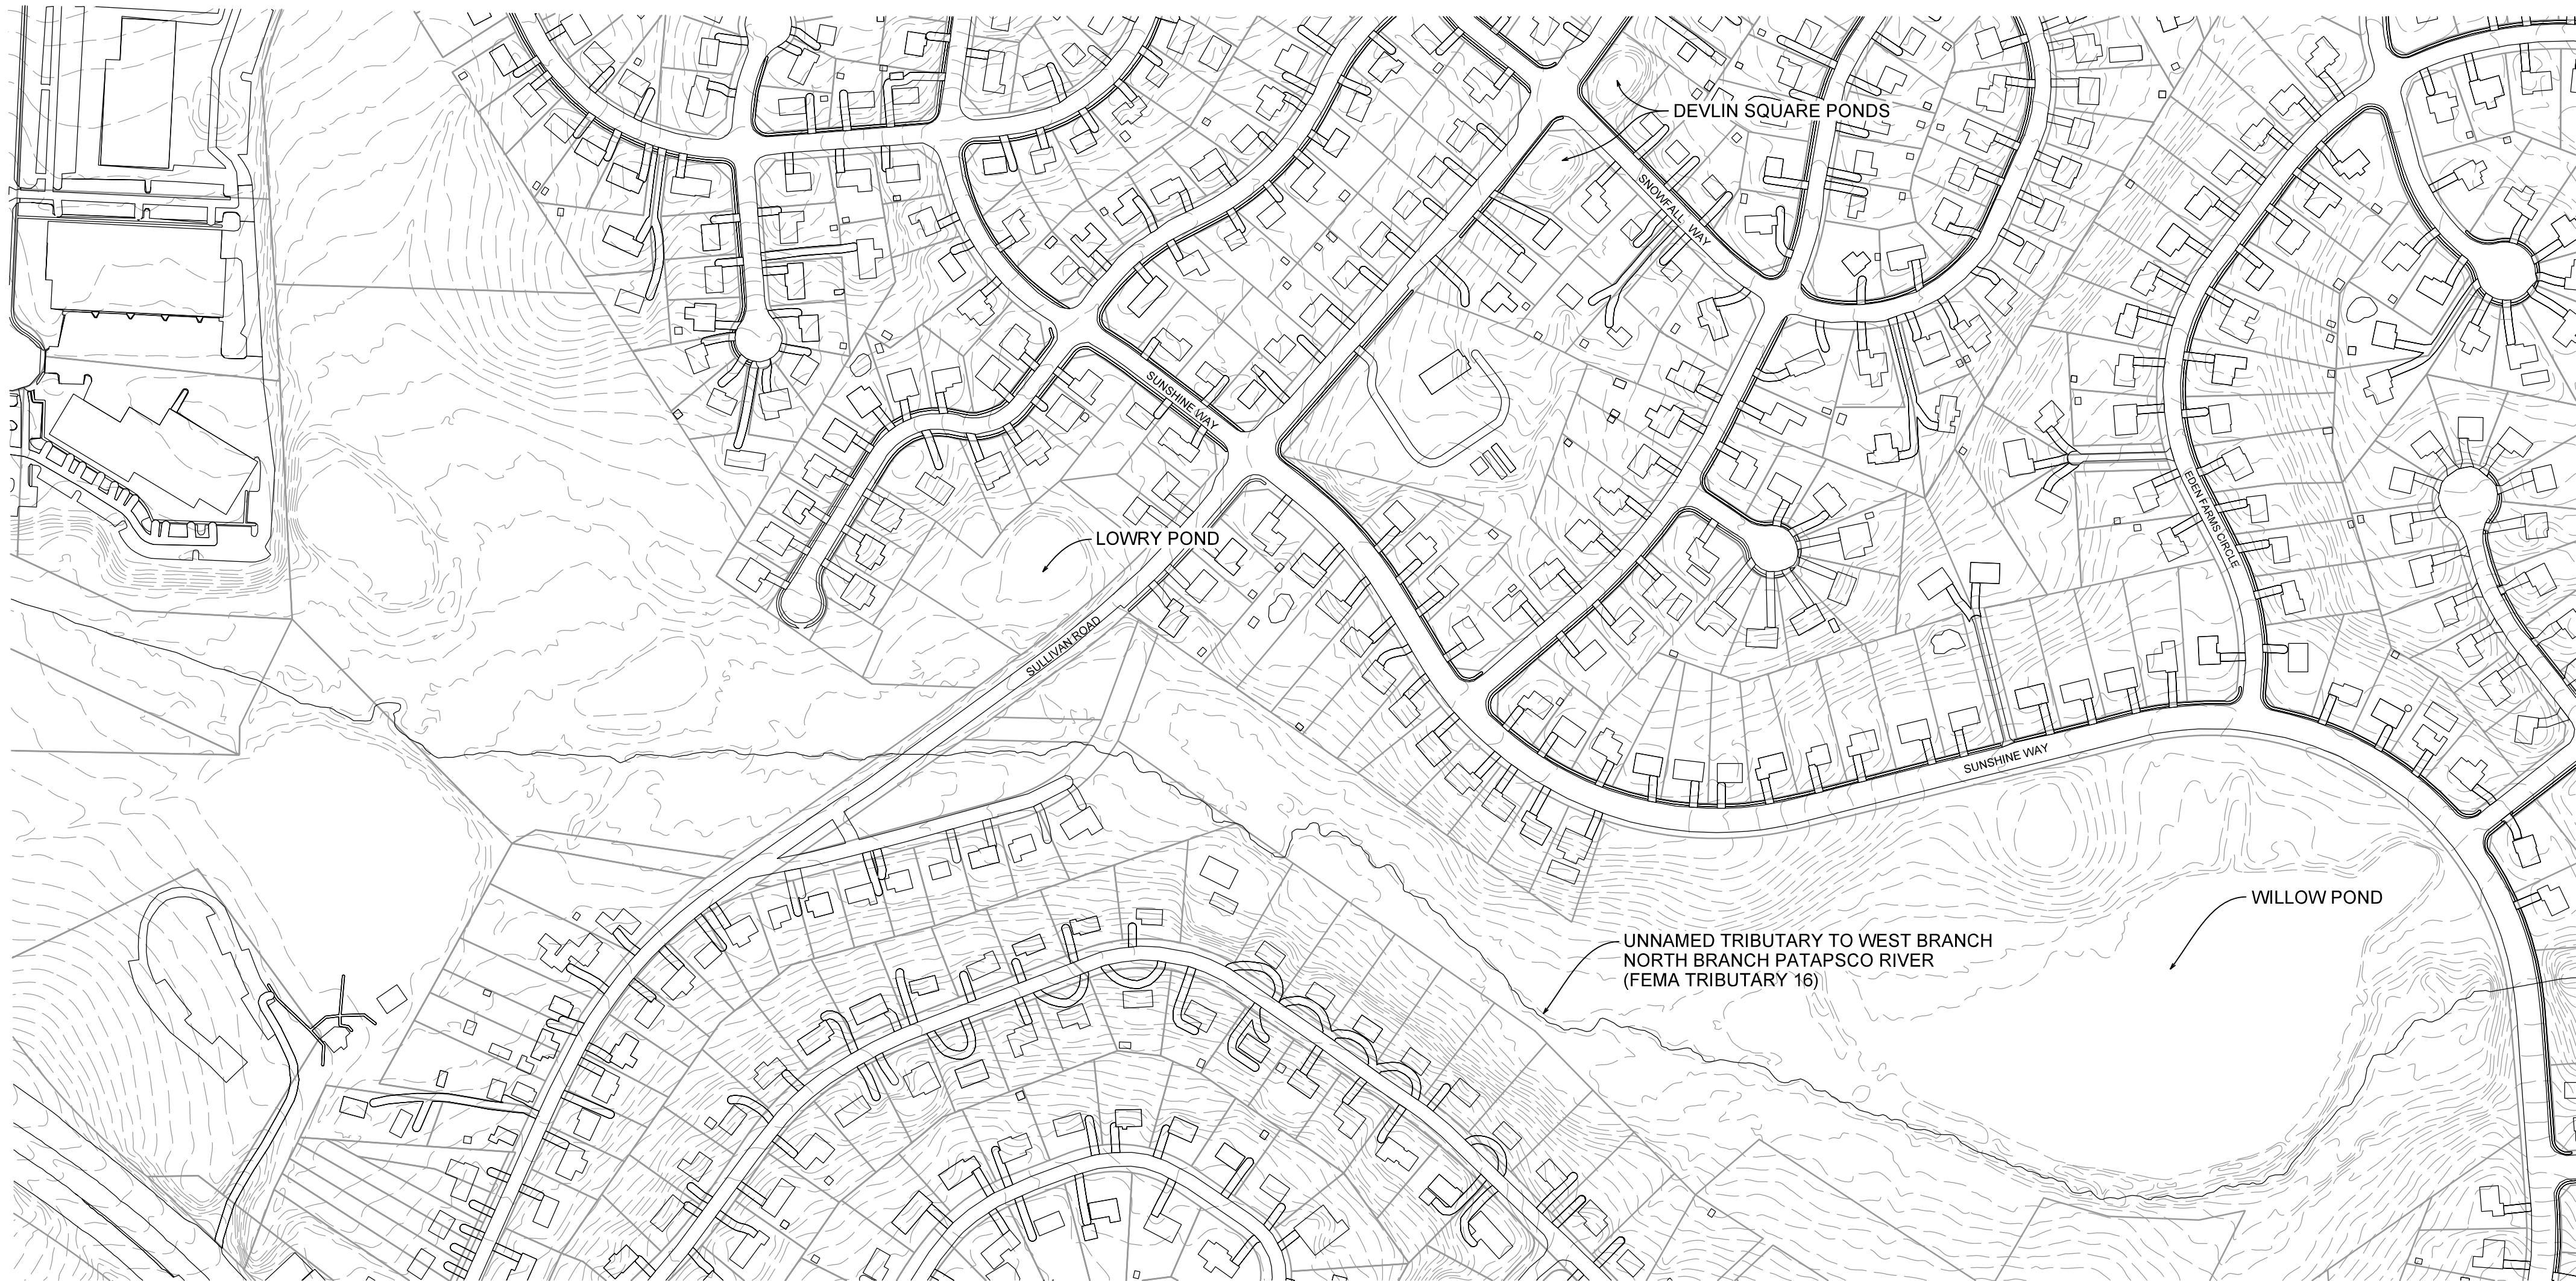 DEVLIN SQUARE PONDS
SNOWFALL WAY
SUNSHINE WAY
EDEN FARMS CIRCLE
LOWRY POND
SULLIVAN ROAD
SUNSHINE WAY
WILLOW POND
UNNAMED TRIBUTARY TO WEST BRANCH
NORTH BRANCH PATAPSCO RIVER
(FEMA TRIBUTARY 16)